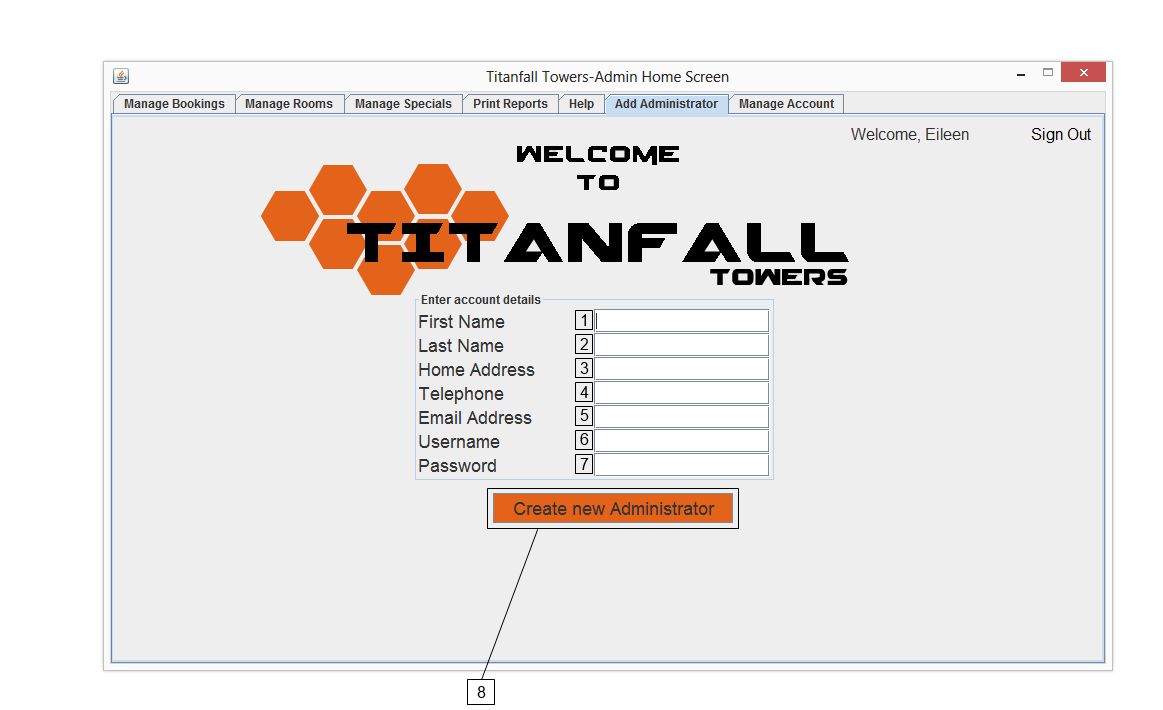 Titanfall Towers-Admin Home Screen
Manage Bookings Manage Rooms Manage Specials Print Reports Help Add Administrator Manage Account
Welcome, Eileen Sign Out
WELCOME
TO
TITANFALL
TOWERS
Enter account details
First Name 1
Last Name 2
Home Address 3
Telephone 4
Email Address 5
Username 6
Password 7
Create new Administrator
8